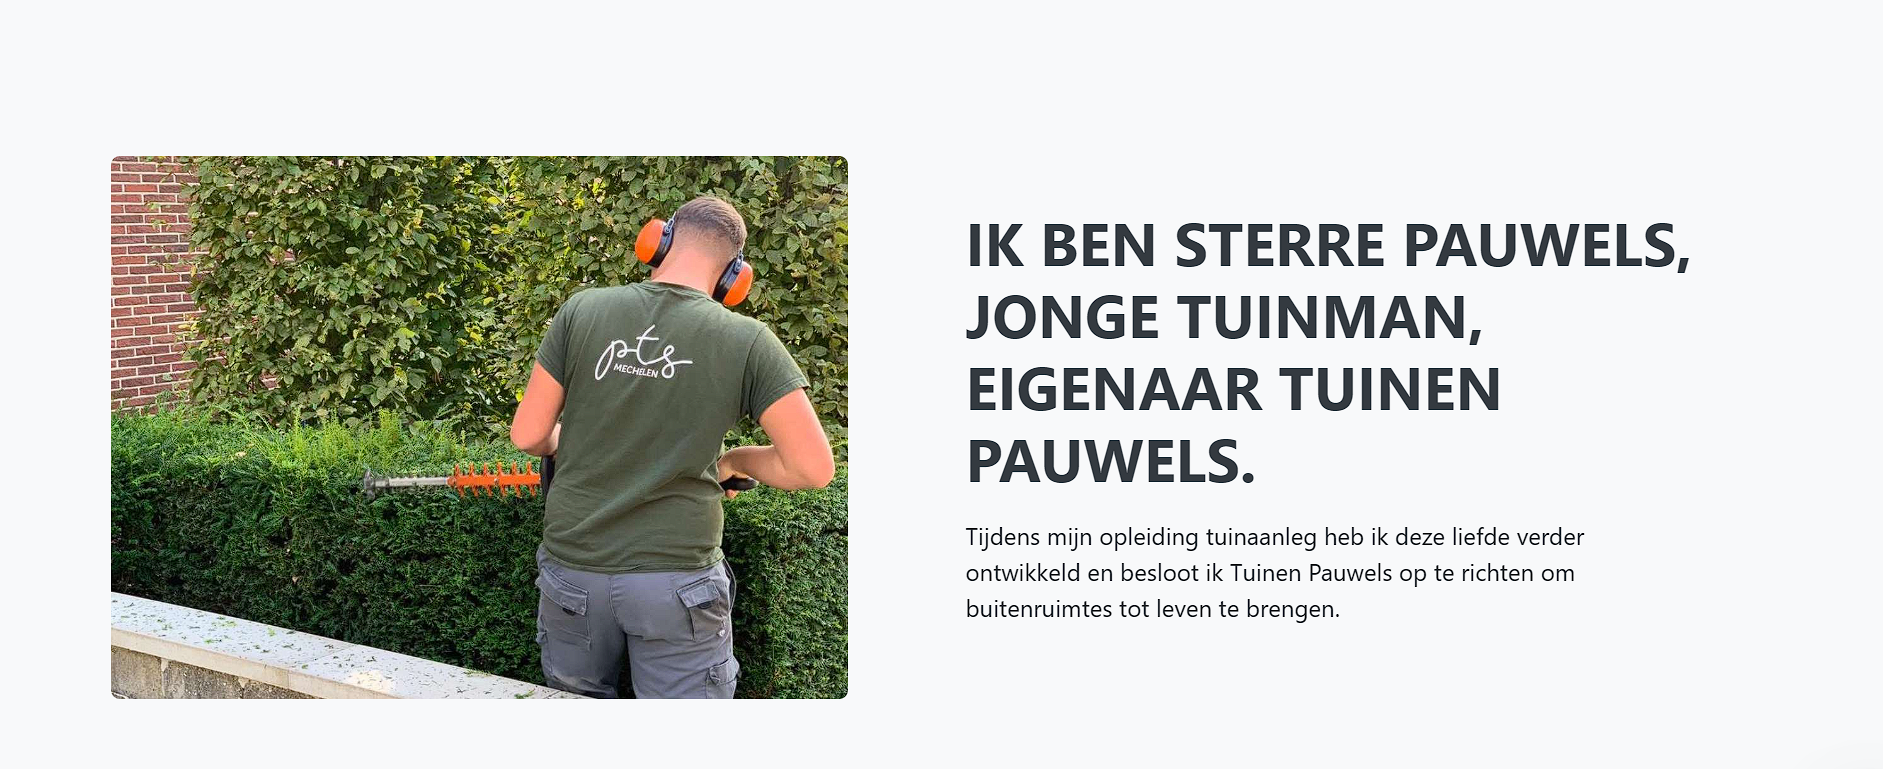 pts
MECHELEN
IK BEN STERRE PAUWELS,
JONGE TUINMAN,
EIGENAAR TUINEN
PAUWELS.
Tijdens mijn opleiding tuinaanleg heb ik deze liefde verder
ontwikkeld en besloot ik Tuinen Pauwels op te richten om
buitenruimtes tot leven te brengen.